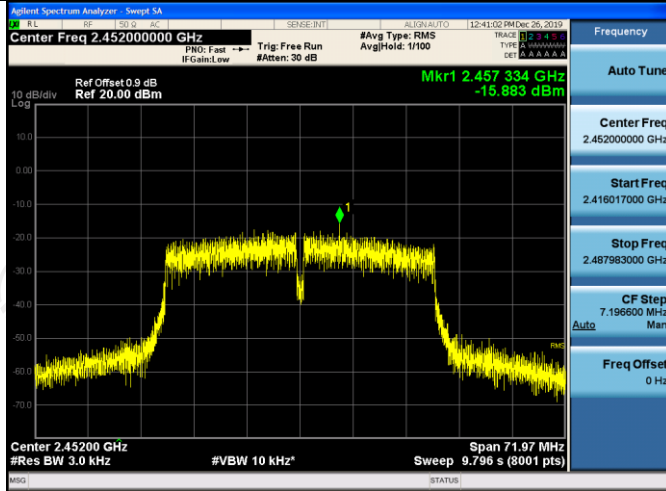 Agilent Spectrum Analyzer - Swept SA
RL RF 50 Ω AC SENSE:INT ALIGNAUTO 12:41:02 PM Dec 26, 2019
Center Freq 2.452000000 GHz
PNO: Fast
IFGain:Low
Trig: Free Run
#Atten: 30 dB
#Avg Type: RMS
Avg|Hold: 1/100
TRACE 1 2 3 4 5 6
TYPE A
DET A A A A A A
Mkr1 2.457 334 GHz
-15.883 dBm
Ref Offset 0.9 dB
Ref 20.00 dBm
10 dB/div
Log
10.0
0.00
-10.0
-20.0
-30.0
-40.0
-50.0
-60.0
-70.0
1
RMS
Center 2.45200 GHz
#Res BW 3.0 kHz
#VBW 10 kHz*
Span 71.97 MHz
Sweep 9.796 s (8001 pts)
MSG
STATUS
Frequency
Auto Tune
Center Freq
2.452000000 GHz
Start Freq
2.416017000 GHz
Stop Freq
2.487983000 GHz
CF Step
7.196600 MHz
Auto Man
Freq Offset
0 Hz